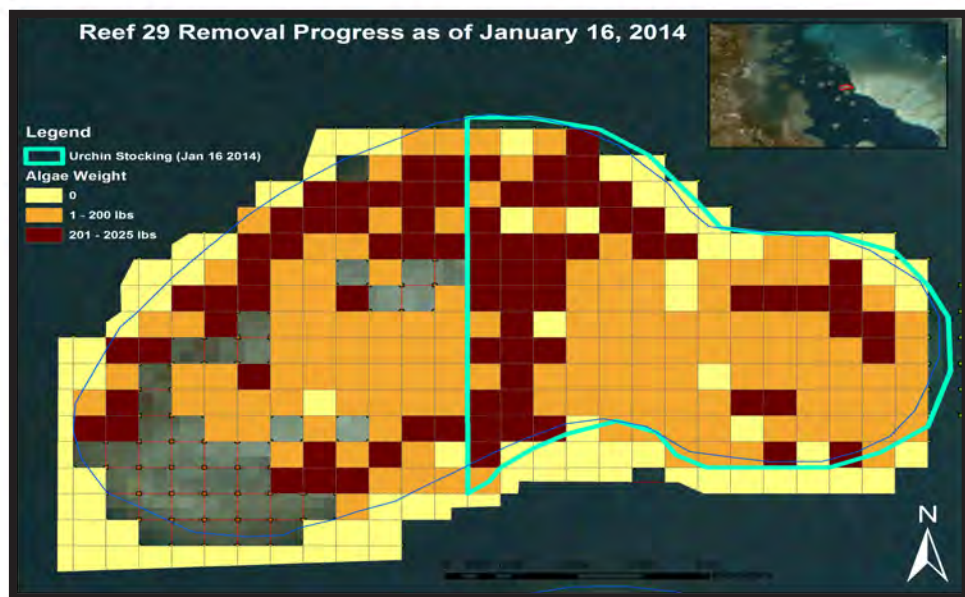 Reef 29 Removal Progress as of January 16, 2014
Legend
Urchin Stocking (Jan 16 2014)
Algae Weight
0
1 - 200 lbs
201 - 2025 lbs
N